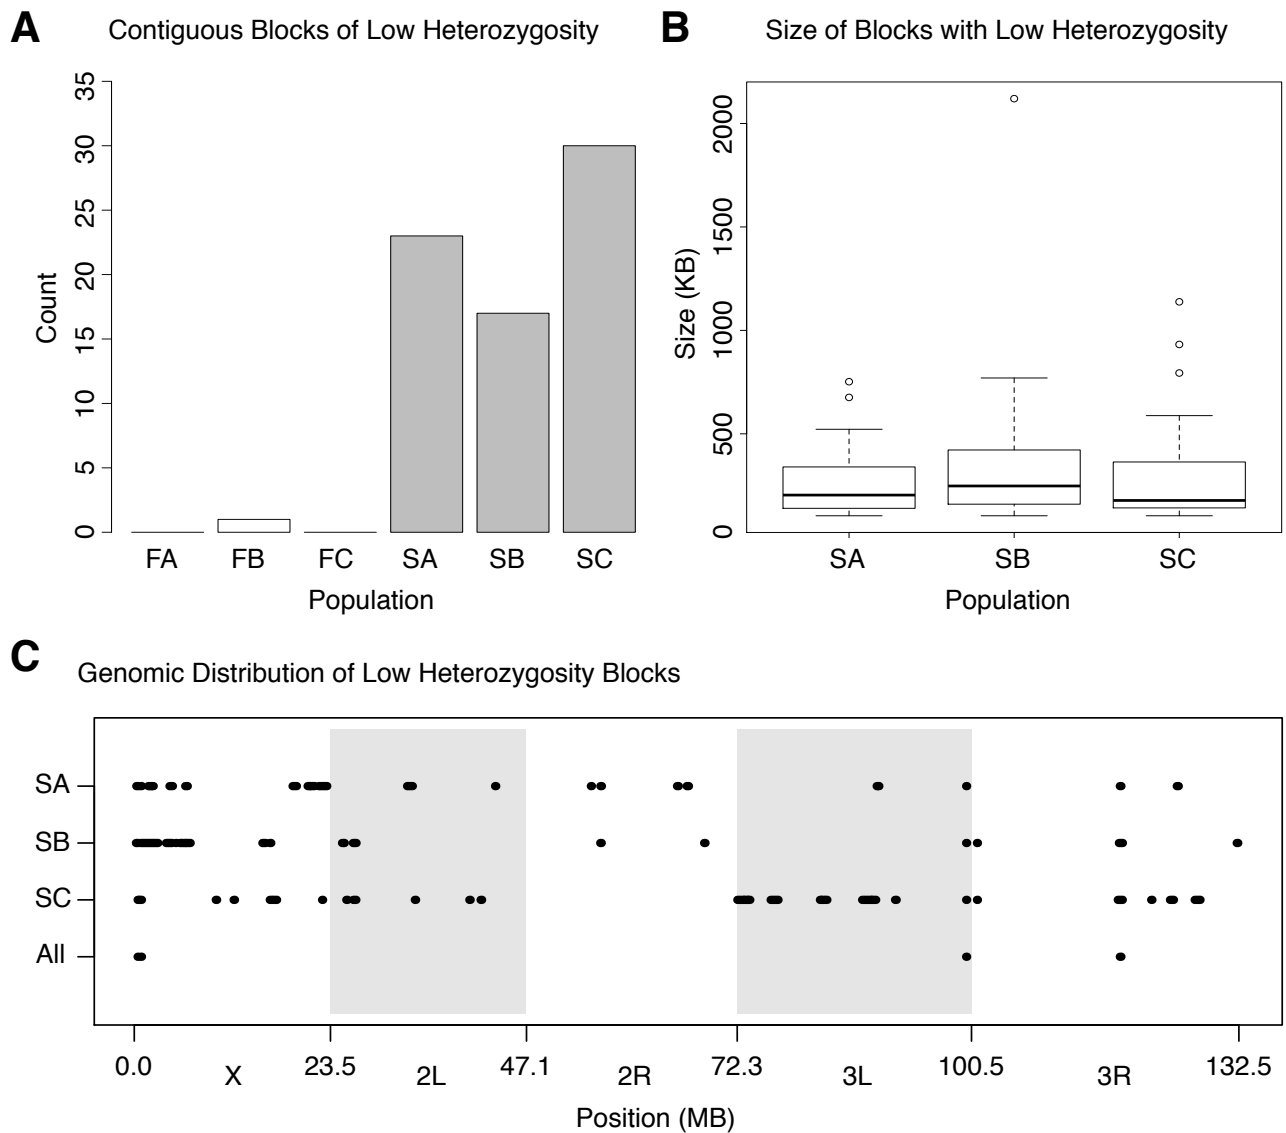 A Contiguous Blocks of Low Heterozygosity
35
30
25
20
15
10
5
0
Count
FA FB FC SA SB SC
Population
B Size of Blocks with Low Heterozygosity
2000
1500
1000
500
0
Size (KB)
SA SB SC
Population
C Genomic Distribution of Low Heterozygosity Blocks
SA
SB
SC
All
0.0 X 23.5 2L 47.1 2R 72.3 3L 100.5 3R 132.5
Position (MB)